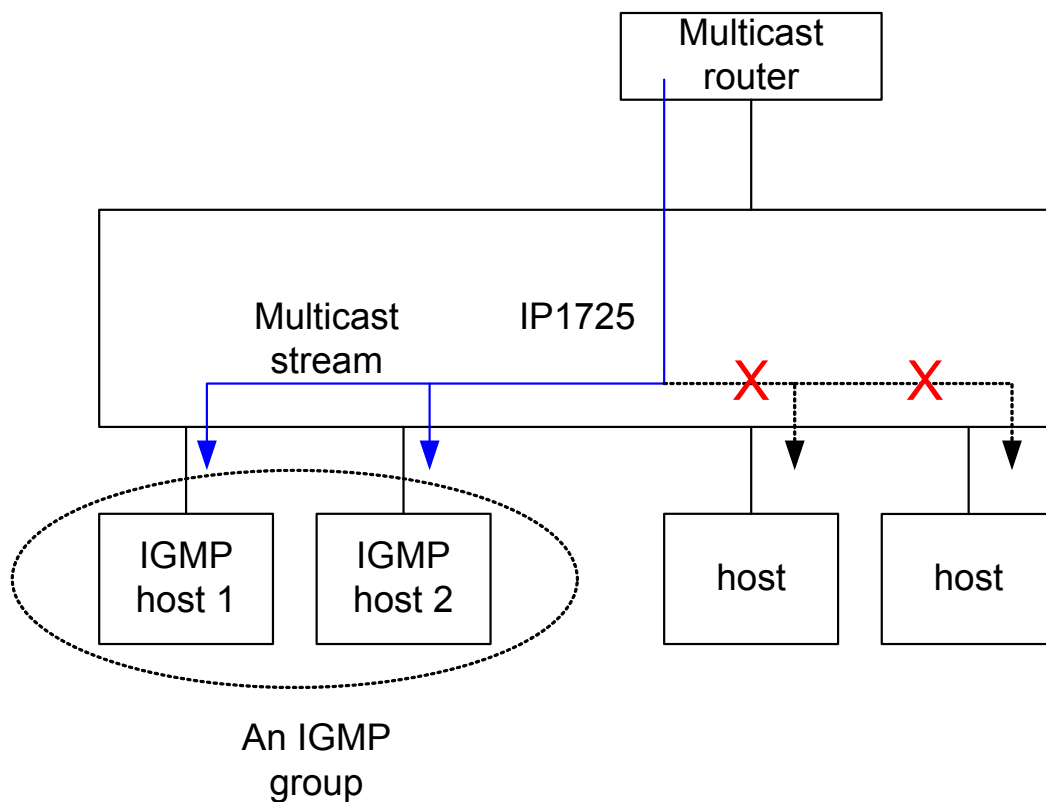 Multicast
router
Multicast
stream
IP1725
X
X
IGMP
host 1
IGMP
host 2
host
host
An IGMP
group